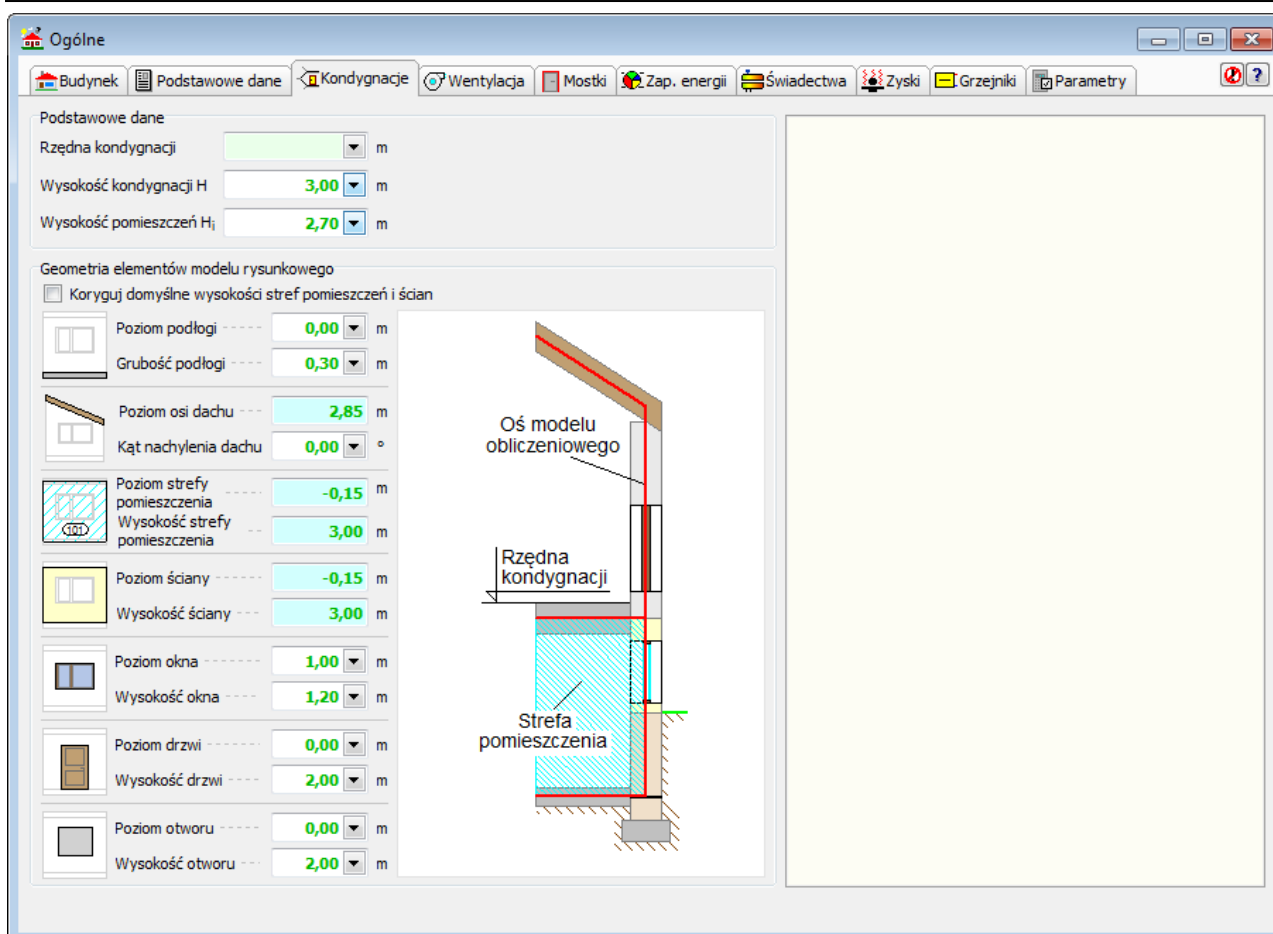 Ogólne
Budynek Podstawowe dane Kondygnacje Wentylacja Mostki Zap. energii Świadectwa Zyski Grzejniki Parametry
Podstawowe dane
Rzędna kondygnacji m
Wysokość kondygnacji H 3,00 m
Wysokość pomieszczeń Hi 2,70 m
Geometria elementów modelu rysunkowego
Koryguj domyślne wysokości stref pomieszczeń i ścian
Poziom podłogi 0,00 m
Grubość podłogi 0,30 m
Poziom osi dachu 2,85 m
Kąt nachylenia dachu 0,00 °
Poziom strefy
pomieszczenia -0,15 m
Wysokość strefy
pomieszczenia 3,00 m
101
Poziom ściany -0,15 m
Wysokość ściany 3,00 m
Poziom okna 1,00 m
Wysokość okna 1,20 m
Poziom drzwi 0,00 m
Wysokość drzwi 2,00 m
Poziom otworu 0,00 m
Wysokość otworu 2,00 m
Oś modelu
obliczeniowego
Rzędna
kondygnacji
Strefa
pomieszczenia